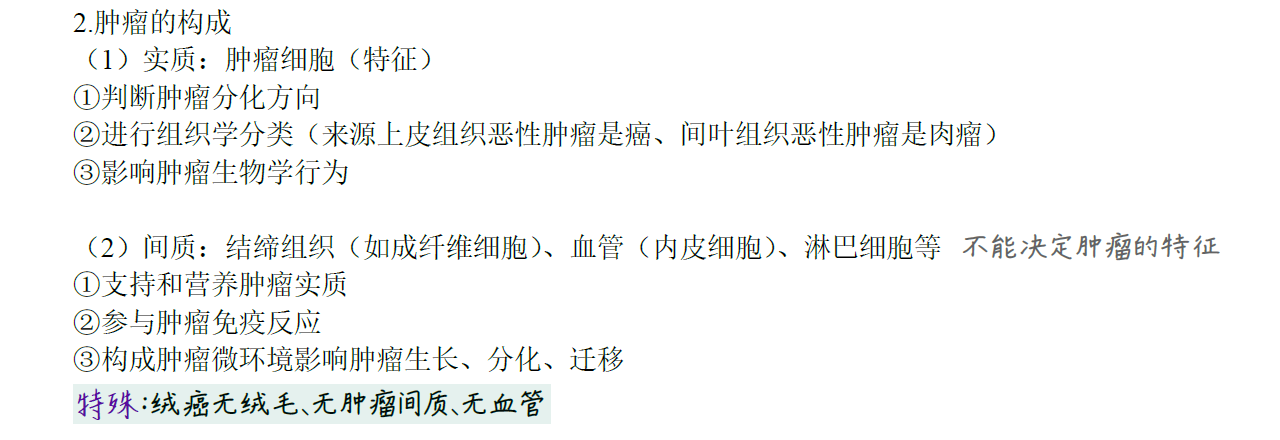 2.肿瘤的构成
（1）实质：肿瘤细胞（特征）
①判断肿瘤分化方向
②进行组织学分类（来源上皮组织恶性肿瘤是癌、间叶组织恶性肿瘤是肉瘤）
③影响肿瘤生物学行为
（2）间质：结缔组织（如成纤维细胞）、血管（内皮细胞）、淋巴细胞等 不能决定肿瘤的特征
①支持和营养肿瘤实质
②参与肿瘤免疫反应
③构成肿瘤微环境影响肿瘤生长、分化、迁移
特殊:绒癌无绒毛、无肿瘤间质、无血管